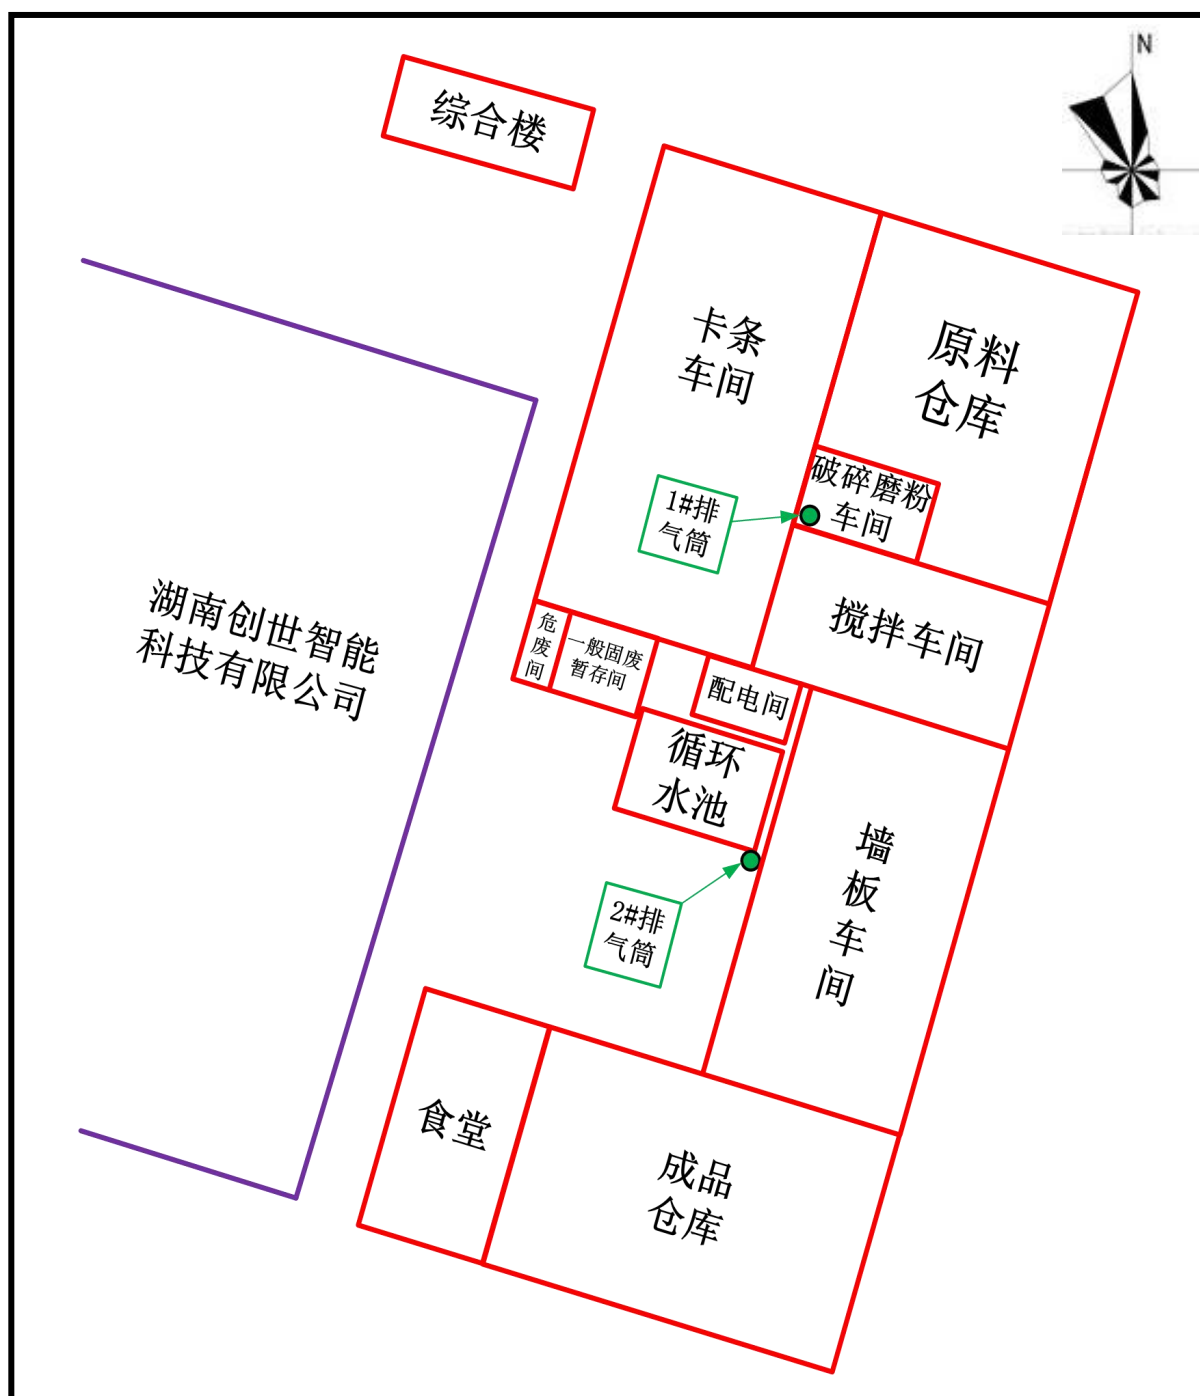 N
综合楼
卡条
车间
原料
仓库
破碎磨粉
车间
1#排
气筒
搅拌车间
湖南创世智能
科技有限公司
危
废
间
一般固废
暂存间
配电间
循环
水池
墙
板
车
间
2#排
气筒
食堂
成品
仓库